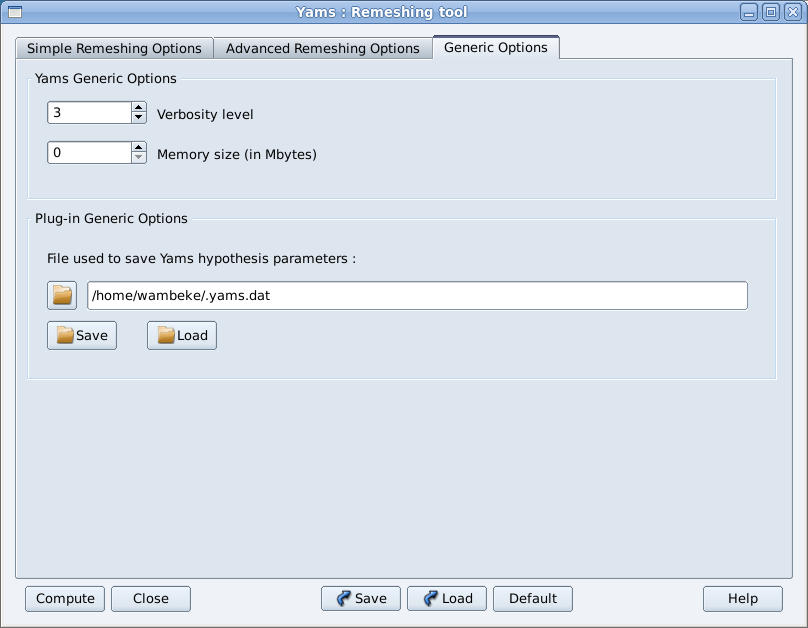 Yams : Remeshing tool
Simple Remeshing Options Advanced Remeshing Options Generic Options
Yams Generic Options
3 Verbosity level
0 Memory size (in Mbytes)
Plug-in Generic Options
File used to save Yams hypothesis parameters :
/home/wambeke/.yams.dat
Save Load
Compute Close Save Load Default Help